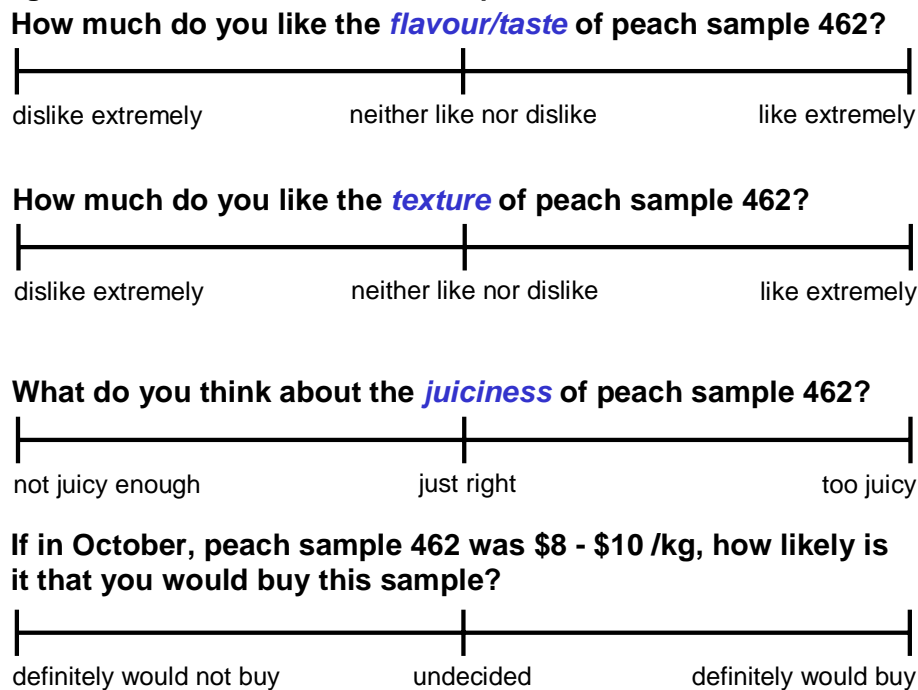 How much do you like the flavour/taste of peach sample 462?
dislike extremely neither like nor dislike like extremely
How much do you like the texture of peach sample 462?
dislike extremely neither like nor dislike like extremely
What do you think about the juiciness of peach sample 462?
not juicy enough just right too juicy
If in October, peach sample 462 was $8 - $10 /kg, how likely is
it that you would buy this sample?
definitely would not buy undecided definitely would buy